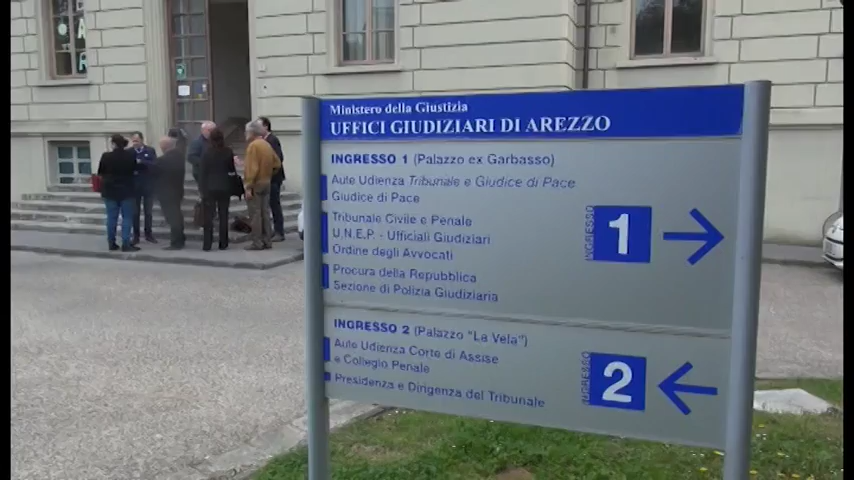 Ministero della Giustizia
UFFICI GIUDIZIARI DI AREZZO
INGRESSO 1 (Palazzo ex Garbasso)
Aule Udienza Tribunale e Giudice di Pace
Giudice di Pace
Tribunale Civile e Penale
U.N.E.P. - Ufficiali Giudiziari
Ordine degli Avvocati
Procura della Repubblica
Sezione di Polizia Giudiziaria
INGRESSO 1
INGRESSO 2 (Palazzo "La Vela")
Aule Udienza Corte di Assise
e Collegio Penale
Presidenza e Dirigenza del Tribunale
INGRESSO 2